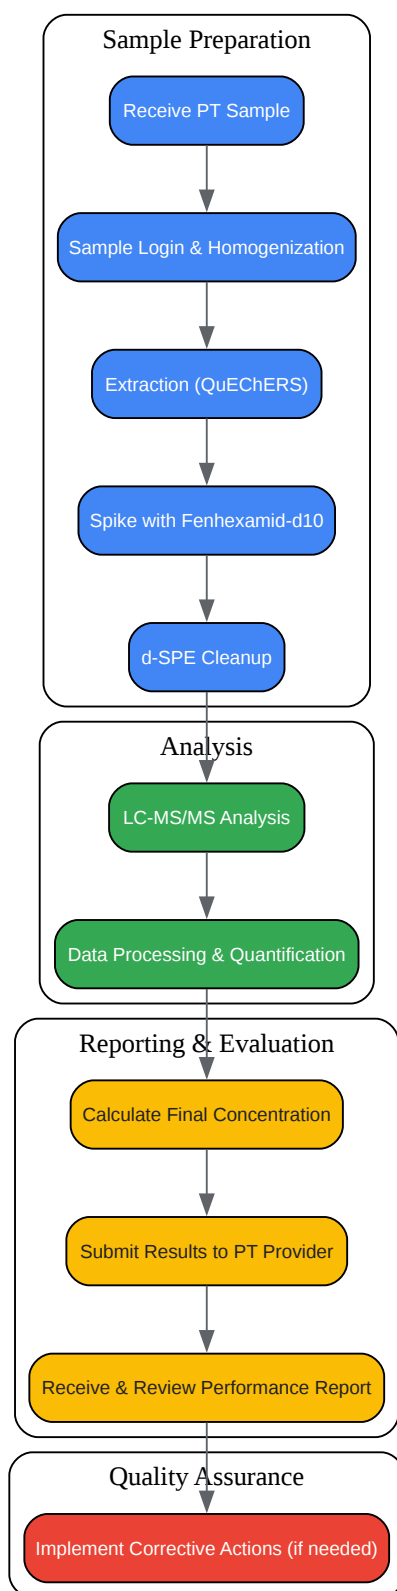 Sample Preparation
Receive PT Sample
Sample Login & Homogenization
Extraction (QuEChERS)
Spike with Fenhexamid-d10
d-SPE Cleanup
Analysis
LC-MS/MS Analysis
Data Processing & Quantification
Reporting & Evaluation
Calculate Final Concentration
Submit Results to PT Provider
Receive & Review Performance Report
Quality Assurance
Implement Corrective Actions (if needed)